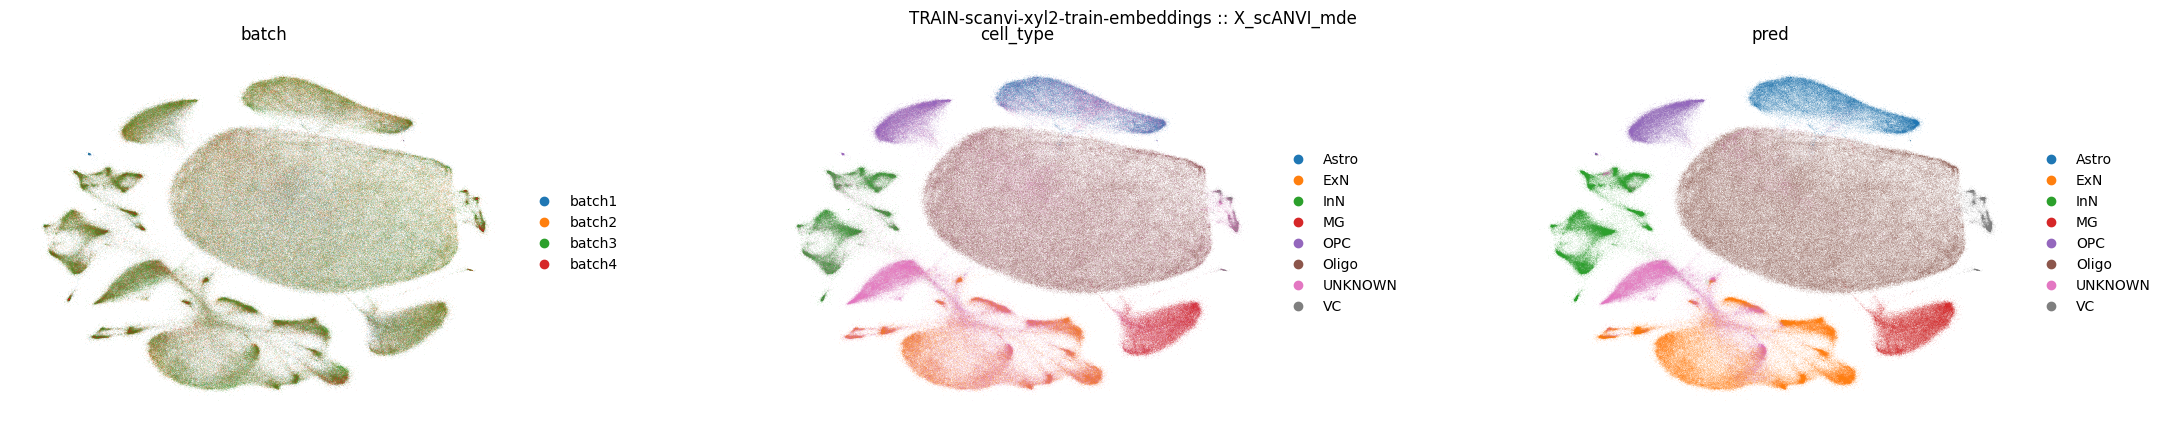 TRAIN-scanvi-xyl2-train-embeddings :: X_scANVI_mde
batch
batch1
batch2
batch3
batch4
cell_type
Astro
ExN
InN
MG
OPC
Oligo
UNKNOWN
VC
pred
Astro
ExN
InN
MG
OPC
Oligo
UNKNOWN
VC